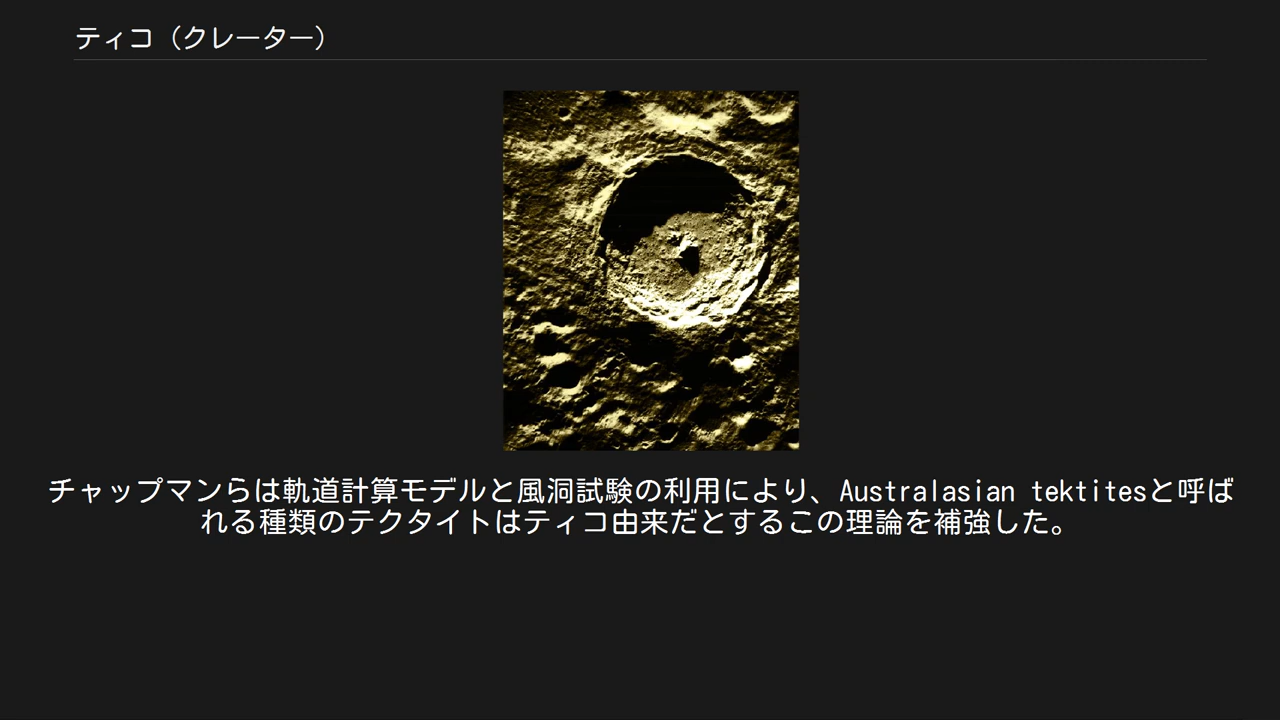 ティコ（クレーター）
チャップマンらは軌道計算モデルと風洞試験の利用により、Australasian tektitesと呼ば
れる種類のテクタイトはティコ由来だとするこの理論を補強した。